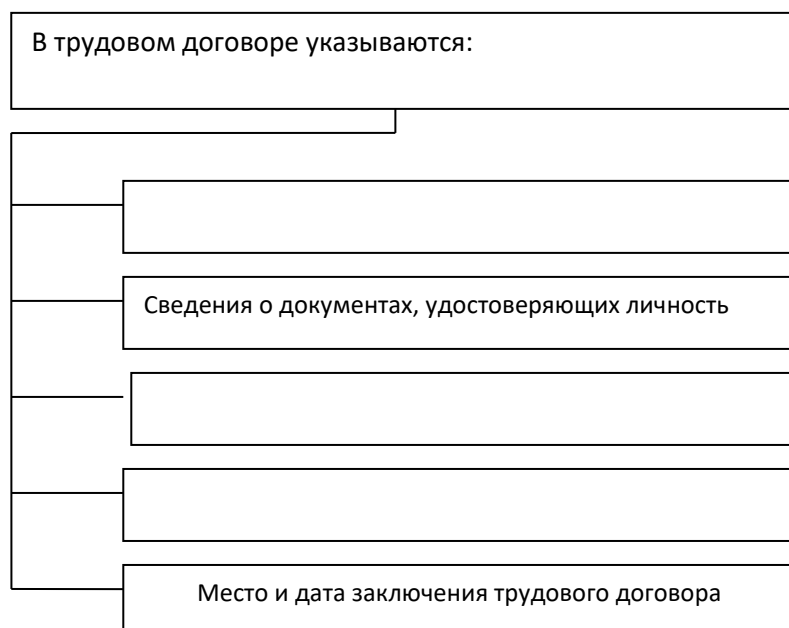 В трудовом договоре указываются:
Сведения о документах, удостоверяющих личность
Место и дата заключения трудового договора